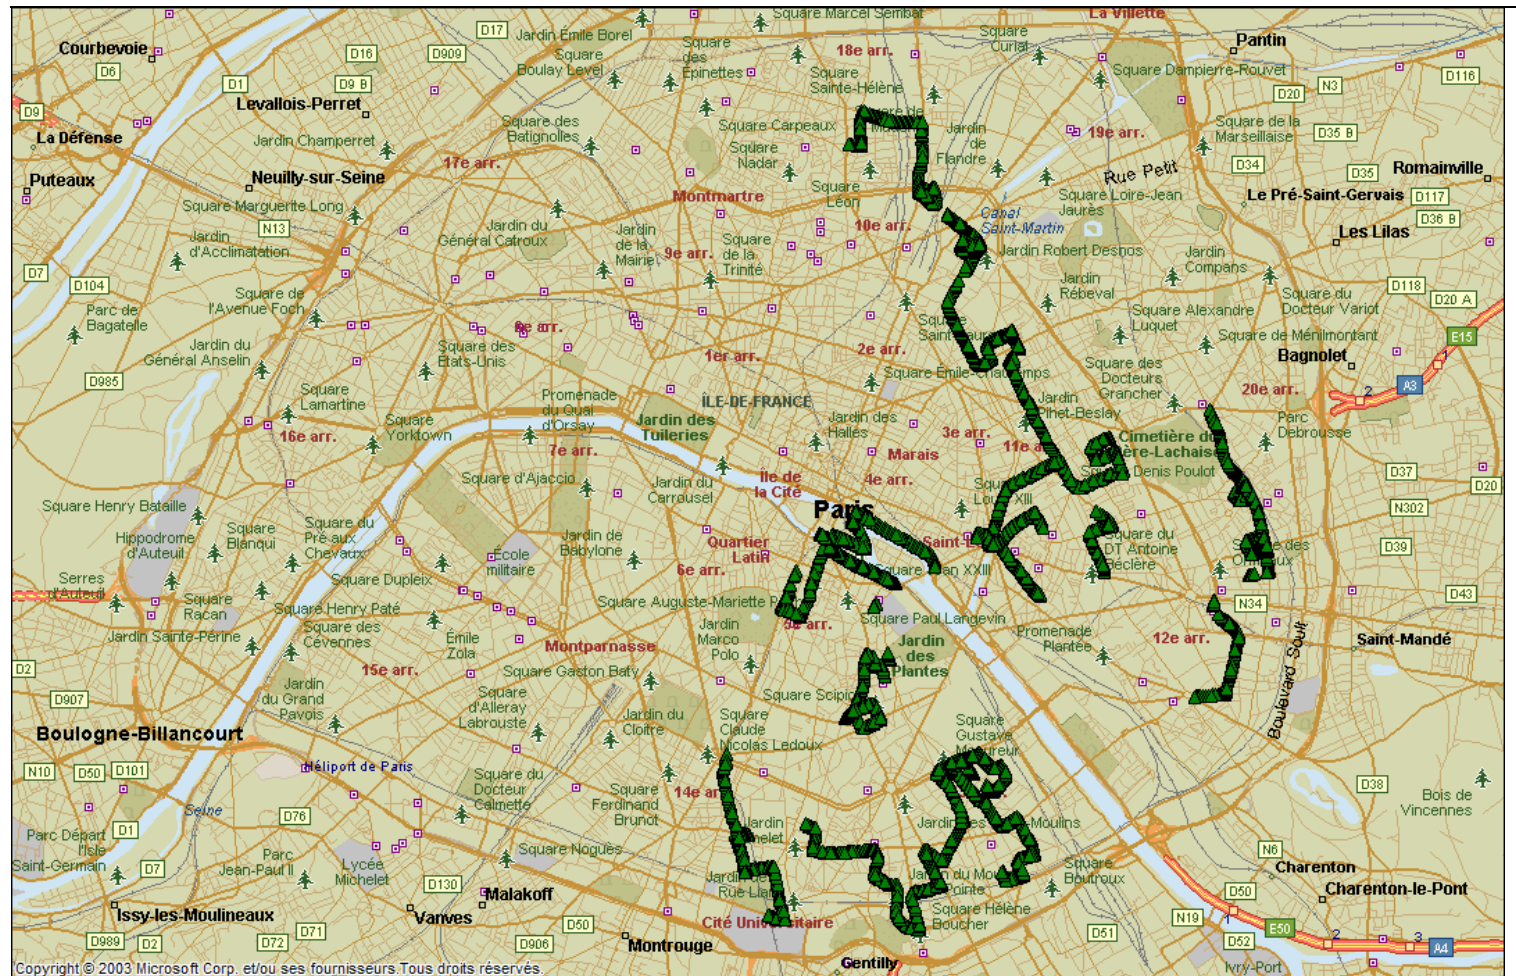 Square Marcel Sembat
La Villette
D17
Jardin Émile Borel
Courbevoie
D16
D909
Square
des
Épinettes
18e arr.
Square
Curial
Pantin
D6
Square
Boulay Level
Square
Sainte-Hélène
Square Dampierre-Rouvet
N3
D116
D1
D9 B
D20
Levallois-Perret
D9
Square des
Batignolles
Square Carpeaux
Square de
La Défense
Jardin Champerret
Jardin
de
Flandre
19e arr.
Square de la
Marseillaise
D35 B
17e arr.
Square
Nadar
D34
D35
Romainville
Puteaux
Neuilly-sur-Seine
Rue Petit
Montmartre
Square
Léon
Square Loire-Jean
Jaurès
Le Pré-Saint-Gervais
D117
Square Marguerite Long
Canal
Saint-Martin
D36 B
N13
Jardin du
Général Catroux
Jardin
de la
Mairie
10e arr.
Les Lilas
Jardin
d'Acclimatation
9e arr.
Square
de la
Trinité
Jardin Robert Desnos
Jardin
Compans
D7
D104
Jardin
Rébeval
D118
Square de
l'Avenue Foch
Square du
Docteur Variot
D20 A
Parc de
Bagatelle
Square Alexandre
Luquet
Square
8e arr.
Square de Ménilmontant
E15
Jardin du
Général Anselin
Square des
Etats-Unis
1er arr.
2e arr.
Bagnolet
1
Square des
Docteurs
Grancher
D985
Square
Lamartine
Promenade
du Quai
d'Orsay
ÎLE-DE-FRANCE
20e arr.
2
A3
Jardin
Pihet-Beslay
Jardin des
Tuileries
Jardin des
Halles
Parc
Debrousse
Square
Yorktown
16e arr.
3e arr.
11e
Cimetière du
Père-Lachaise
7e arr.
Marais
Square Denis Poulot
D37
Square d'Ajaccio
Jardin du
Carrousel
Île de
la Cité
4e arr.
D20
Square
Louis XIII
Square Henry Bataille
Paris
N302
Hippodrome
d'Auteuil
Square
Blanqui
Square du
Pré aux
Chevaux
Jardin de
Babylone
Quartier
Latin
Square du
DT Antoine
Béclère
D39
École
militaire
6e arr.
Serres
d'Auteuil
Square Dupleix
D43
Square
Racan
Square Henry Paté
Square Paul Langevin
N34
Jardin
Marco
Polo
Promenade
Plantée
12e arr.
Jardin Sainte-Périne
Square des
Cévennes
Émile
Zola
Jardin
des
Plantes
Saint-Mandé
D2
Montparnasse
15e arr.
Square Gaston Baty
Boulevard Soult
D907
Jardin
du Grand
Pavois
Square
d'Alleray
Labrouste
Jardin du
Cloître
Square
Claude
Nicolas Ledoux
Square
Gustave
Boulogne-Billancourt
N10
D50
D101
Héliport de Paris
Square du
Docteur
Calmette
Square
Ferdinand
Brunot
14e ar
D38
Bois de
Vincennes
Seine
D76
D1
Parc Départ
l'Isle
Saint-Germain
N6
D7
Parc
Jean-Paul II
Lycée
Michelet
Square Nogues
Square
Boutroux
Charenton
D130
Malakoff
D50
Charenton-le-Pont
Issy-les-Moulineaux
Vanves
Cité Universitaire
Square Hélène
Boucher
N19
1
E50
D50
D51
D52
2
3
A4
D989
D2
D72
D71
D906
Montrouge
Gentilly
Ivry-Port
Copyright © 2003 Microsoft Corp. et/ou ses fournisseurs. Tous droits réservés.